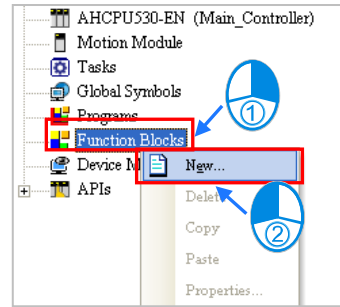 AHCPU530-EN (Main_Controller)
Motion Module
Tasks
Global Symbols
Programs
①
Function Blocks
Device M
New...
APIs
Delete
②
Copy
Paste
Properties...